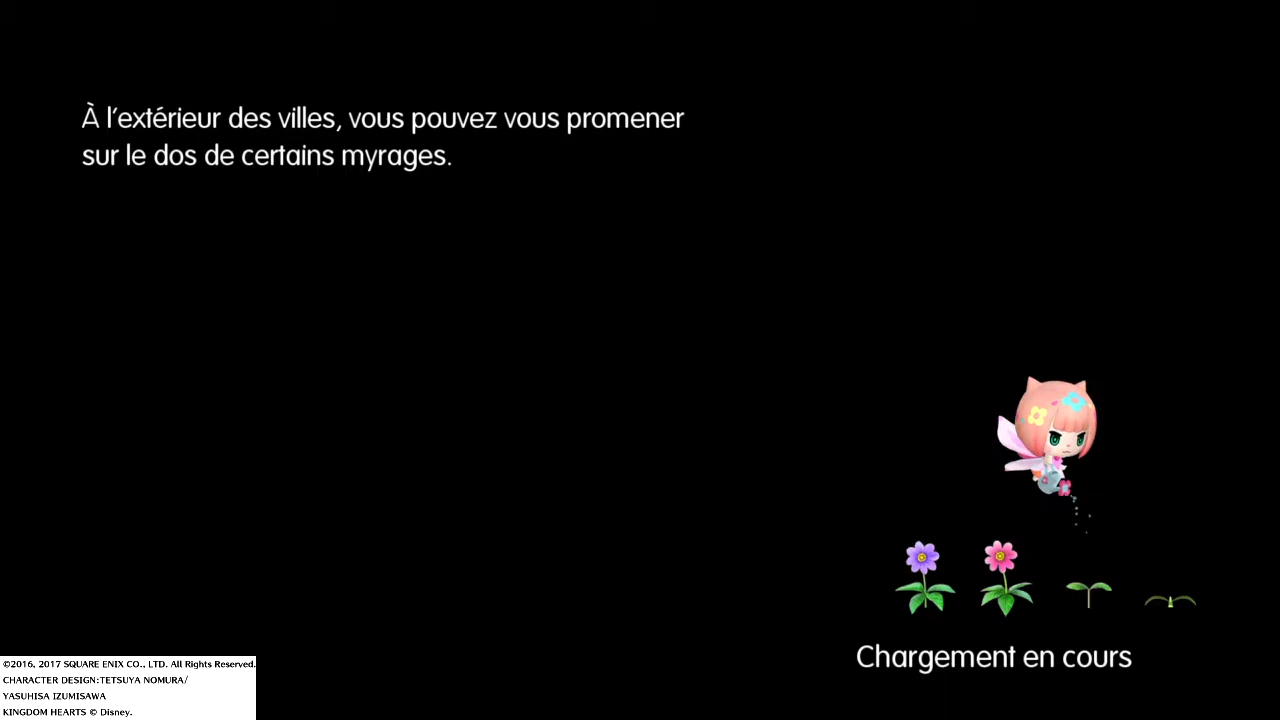 À l'extérieur des villes, vous pouvez vous promener
sur le dos de certains myrages.
Chargement en cours
©2016, 2017 SQUARE ENIX CO., LTD. All Rights Reserved.
CHARACTER DESIGN:TETSUYA NOMURA/
YASUHISA IZUMISAWA
KINGDOM HEARTS © Disney.